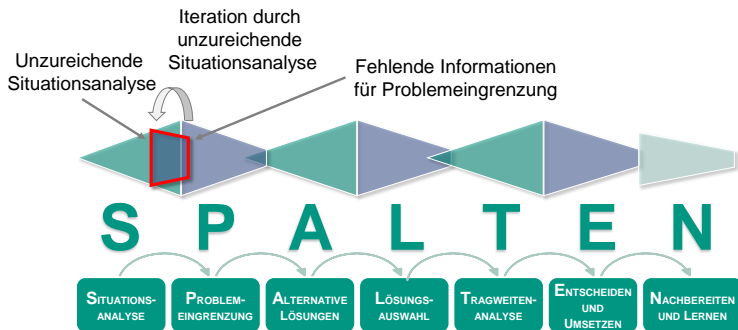 Iteration durch
unzureichende
Situationsanalyse
Unzureichende
Situationsanalyse
Fehlende Informationen
für Problemeingrenzung
S P A L T E N
SITUATIONS-
ANALYSE
PROBLEM-
EINGRENZUNG
ALTERNATIVE
LÖSUNGEN
LÖSUNGS-
AUSWAHL
TRAGWEITEN-
ANALYSE
ENTSCHEIDEN
UND
UMSETZEN
NACHBEREITEN
UND LERNEN